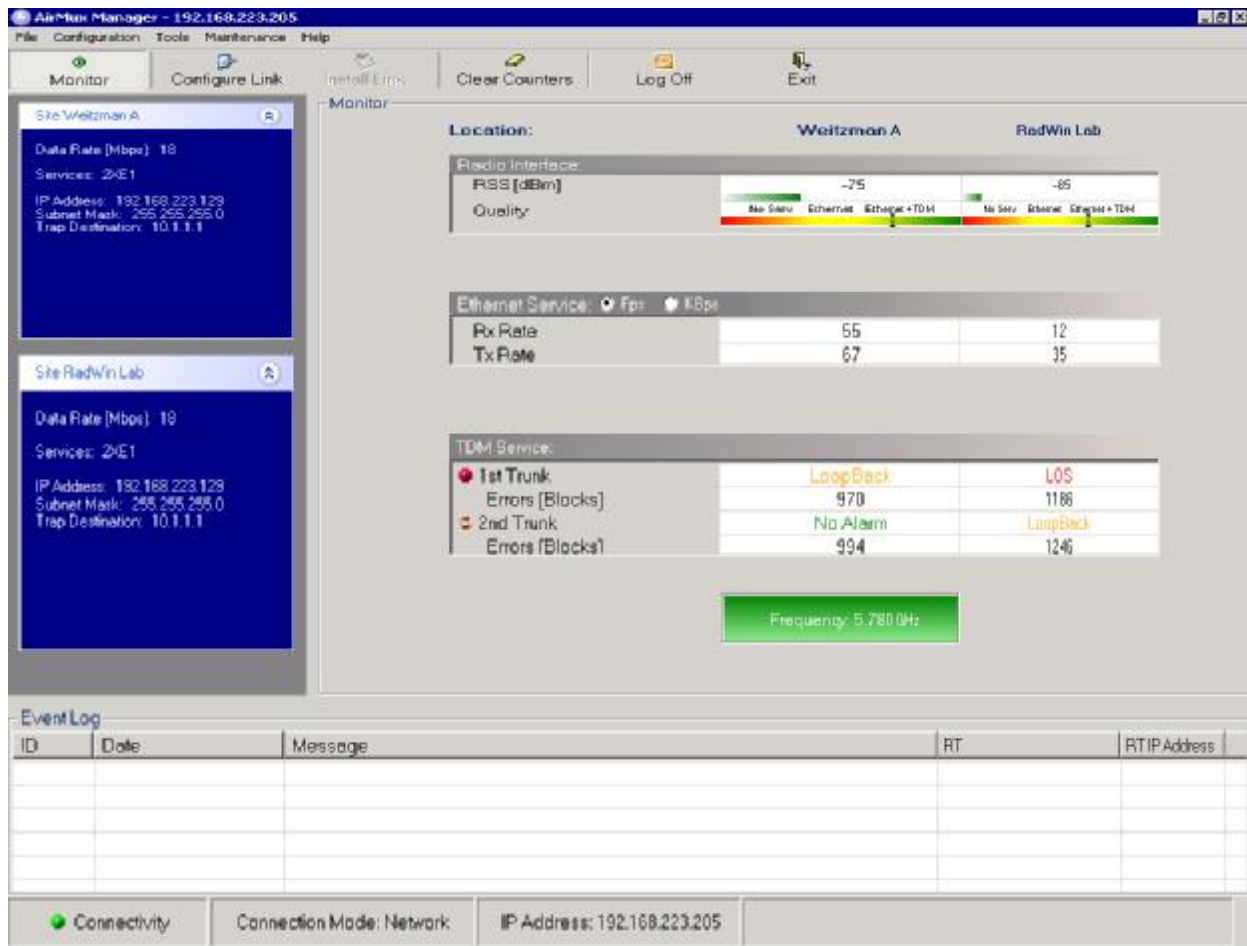 AirMux Manager - 192.168.223.205
File Configuration Tools Maintenance Help
Monitor Configure Link Install Link Clear Counters Log Off Exit
Site Weitzman A
Data Rate [Mbps]: 18
Services: 2XE1
IP Address: 192.168.223.129
Subnet Mask: 255.255.255.0
Trap Destination: 10.1.1.1
Site RadWin Lab
Data Rate [Mbps]: 18
Services: 2XE1
IP Address: 192.168.223.129
Subnet Mask: 255.255.255.0
Trap Destination: 10.1.1.1
Monitor
Location: Weitzman A RadWin Lab
Radio Interface:
RSS [dBm] -75 -85
Quality No Serv Ethernet Ethernet+TDM No Serv Ethernet Ethernet+TDM
Ethernet Service: Fps KBps
Rx Rate 55 12
Tx Rate 67 35
TDM Service:
1st Trunk LoopBack LOS
Errors [Blocks] 970 1186
2nd Trunk No Alarm LoopBack
Errors [Blocks] 994 1246
Frequency: 5.780 GHz
Event Log
ID Date Message RT RT IP Address
Connectivity Connection Mode: Network IP Address: 192.168.223.205